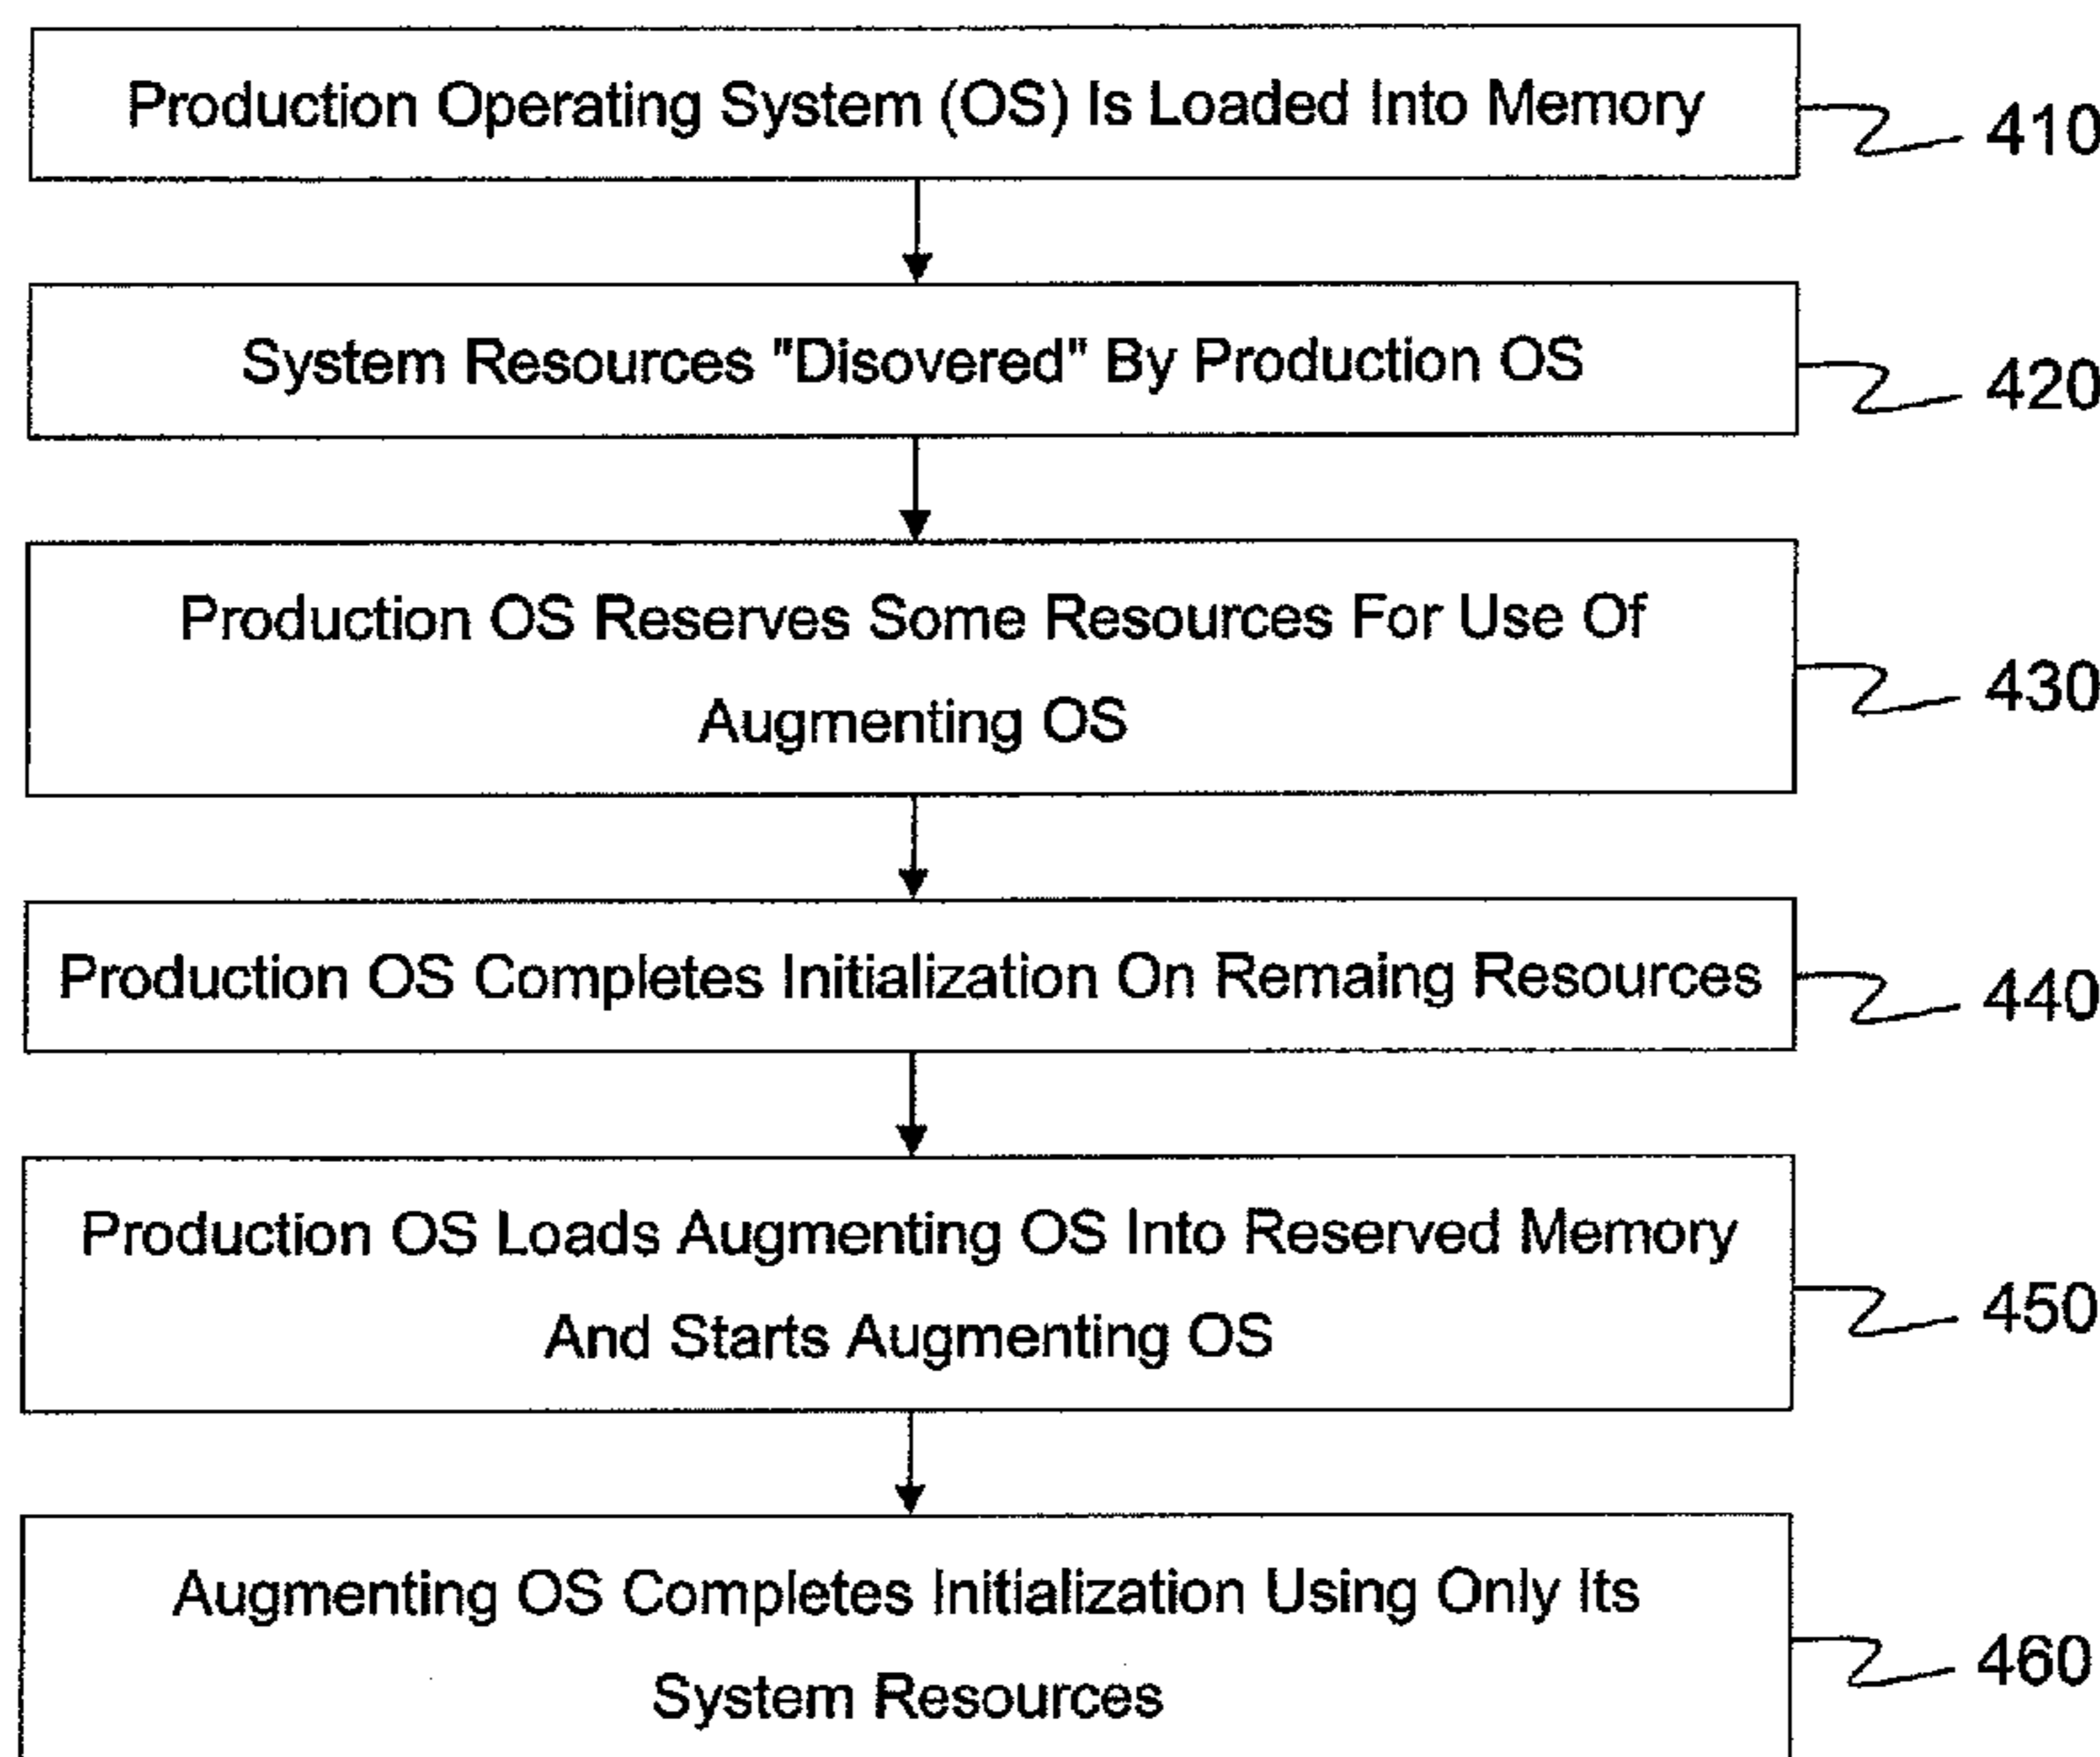 Production Operating System (OS) Is Loaded Into Memory
410
System Resources "Disovered" By Production OS
420
Production OS Reserves Some Resources For Use Of
Augmenting OS
430
Production OS Completes Initialization On Remaing Resources
440
Production OS Loads Augmenting OS Into Reserved Memory
And Starts Augmenting OS
450
Augmenting OS Completes Initialization Using Only Its
System Resources
460